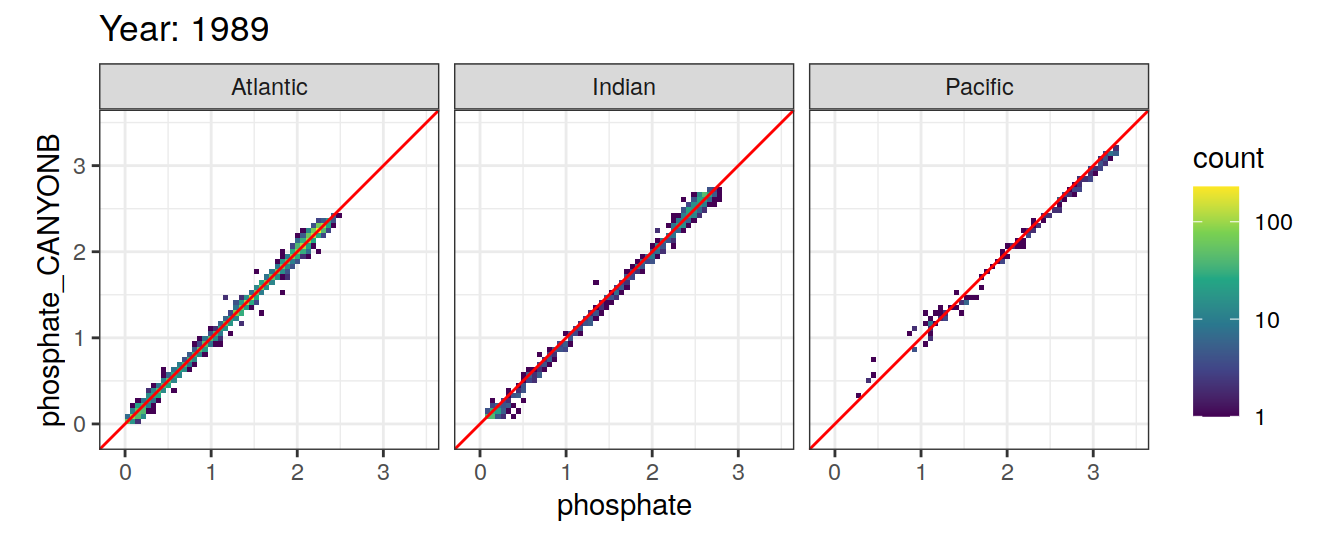 Year: 1989
Atlantic
Indian
Pacific
phosphate_CANYONB
3
2
1
0
0 1 2 3
0 1 2 3
0 1 2 3
phosphate
count
100
10
1